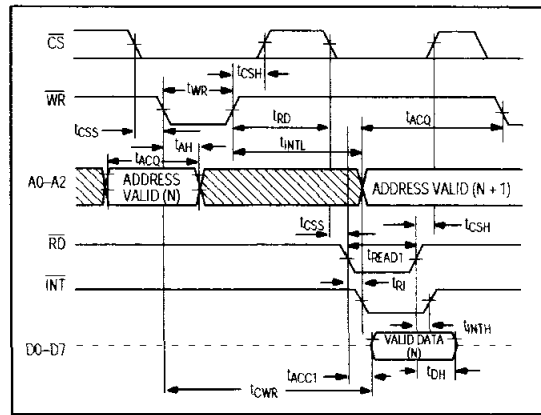 CS
tCSH
tWR
WR
tCSS
tRD
tACQ
tAH
tINTL
tACQ
A0-A2
ADDRESS VALID (N)
ADDRESS VALID (N + 1)
tCSS
tCSH
RD
tREAD1
tRI
INT
tINTH
D0-D7
VALID DATA (N)
tACC1
tDH
tCWR